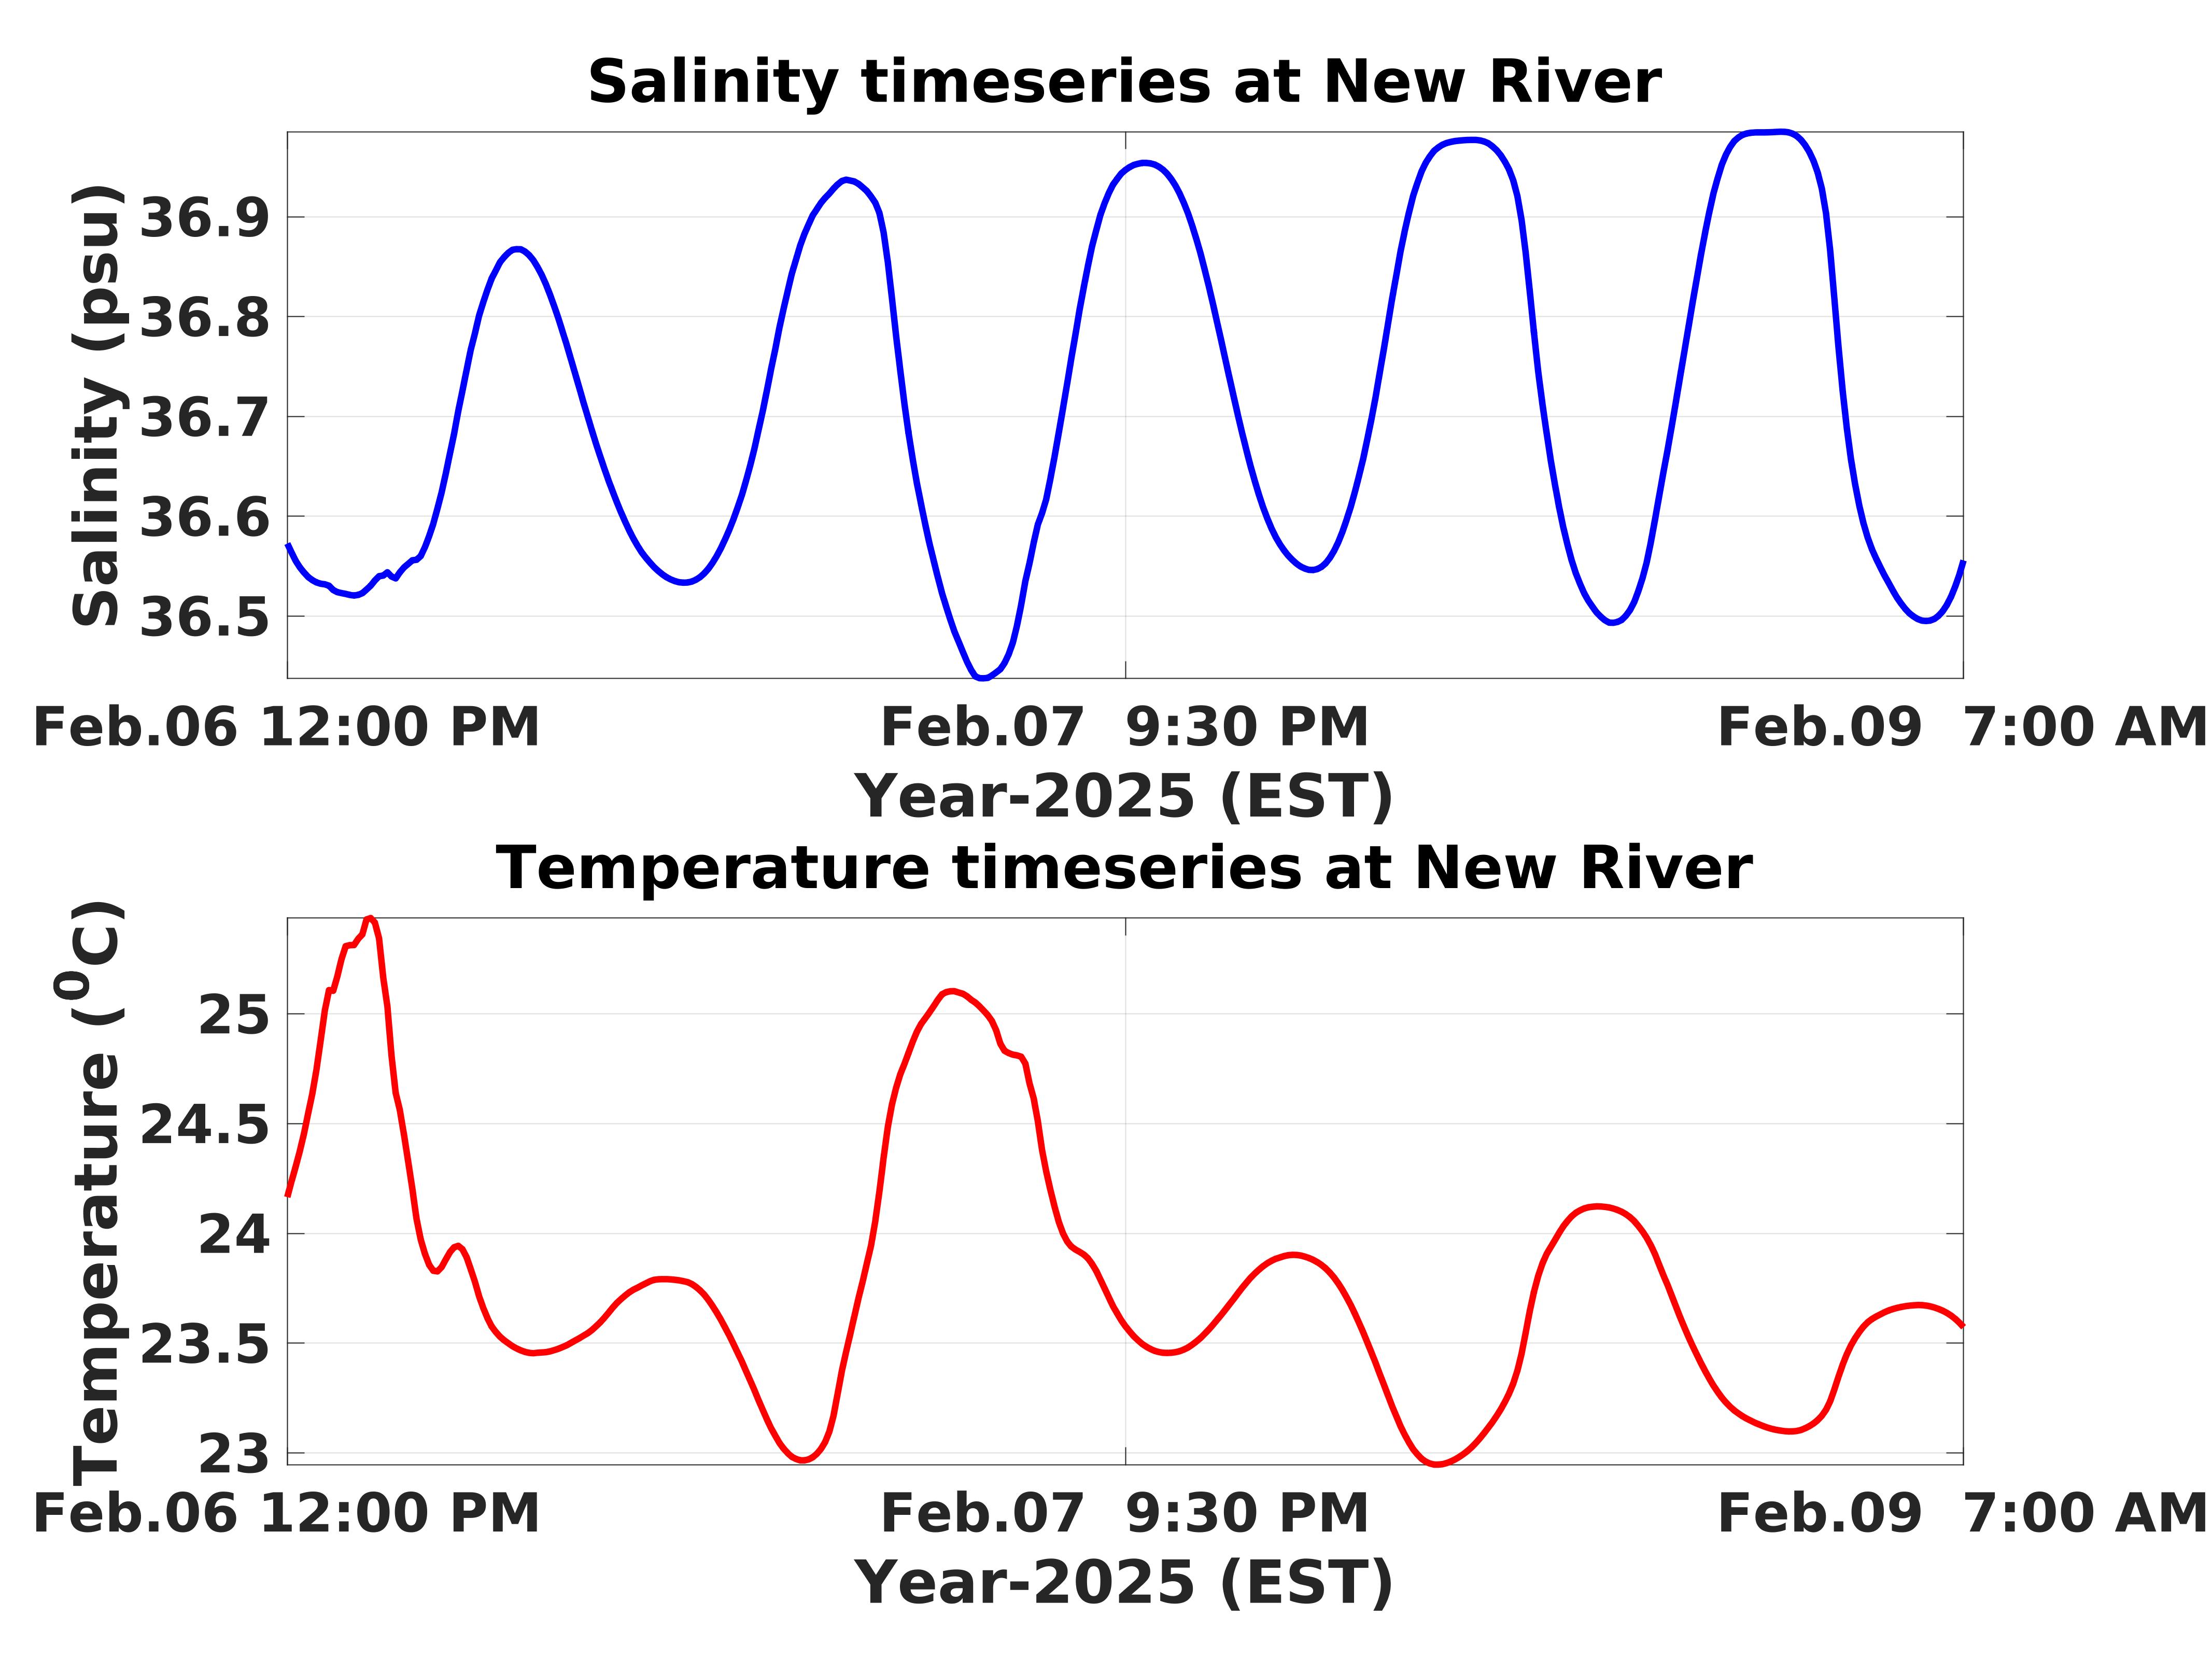 Salinity timeseries at New River
Salinity (psu)
36.9
36.8
36.7
36.6
36.5
Feb.06 12:00 PM Feb.07 9:30 PM Feb.09 7:00 AM
Year-2025 (EST)
Temperature timeseries at New River
Temperature (⁰C)
25
24.5
24
23.5
23
Feb.06 12:00 PM Feb.07 9:30 PM Feb.09 7:00 AM
Year-2025 (EST)